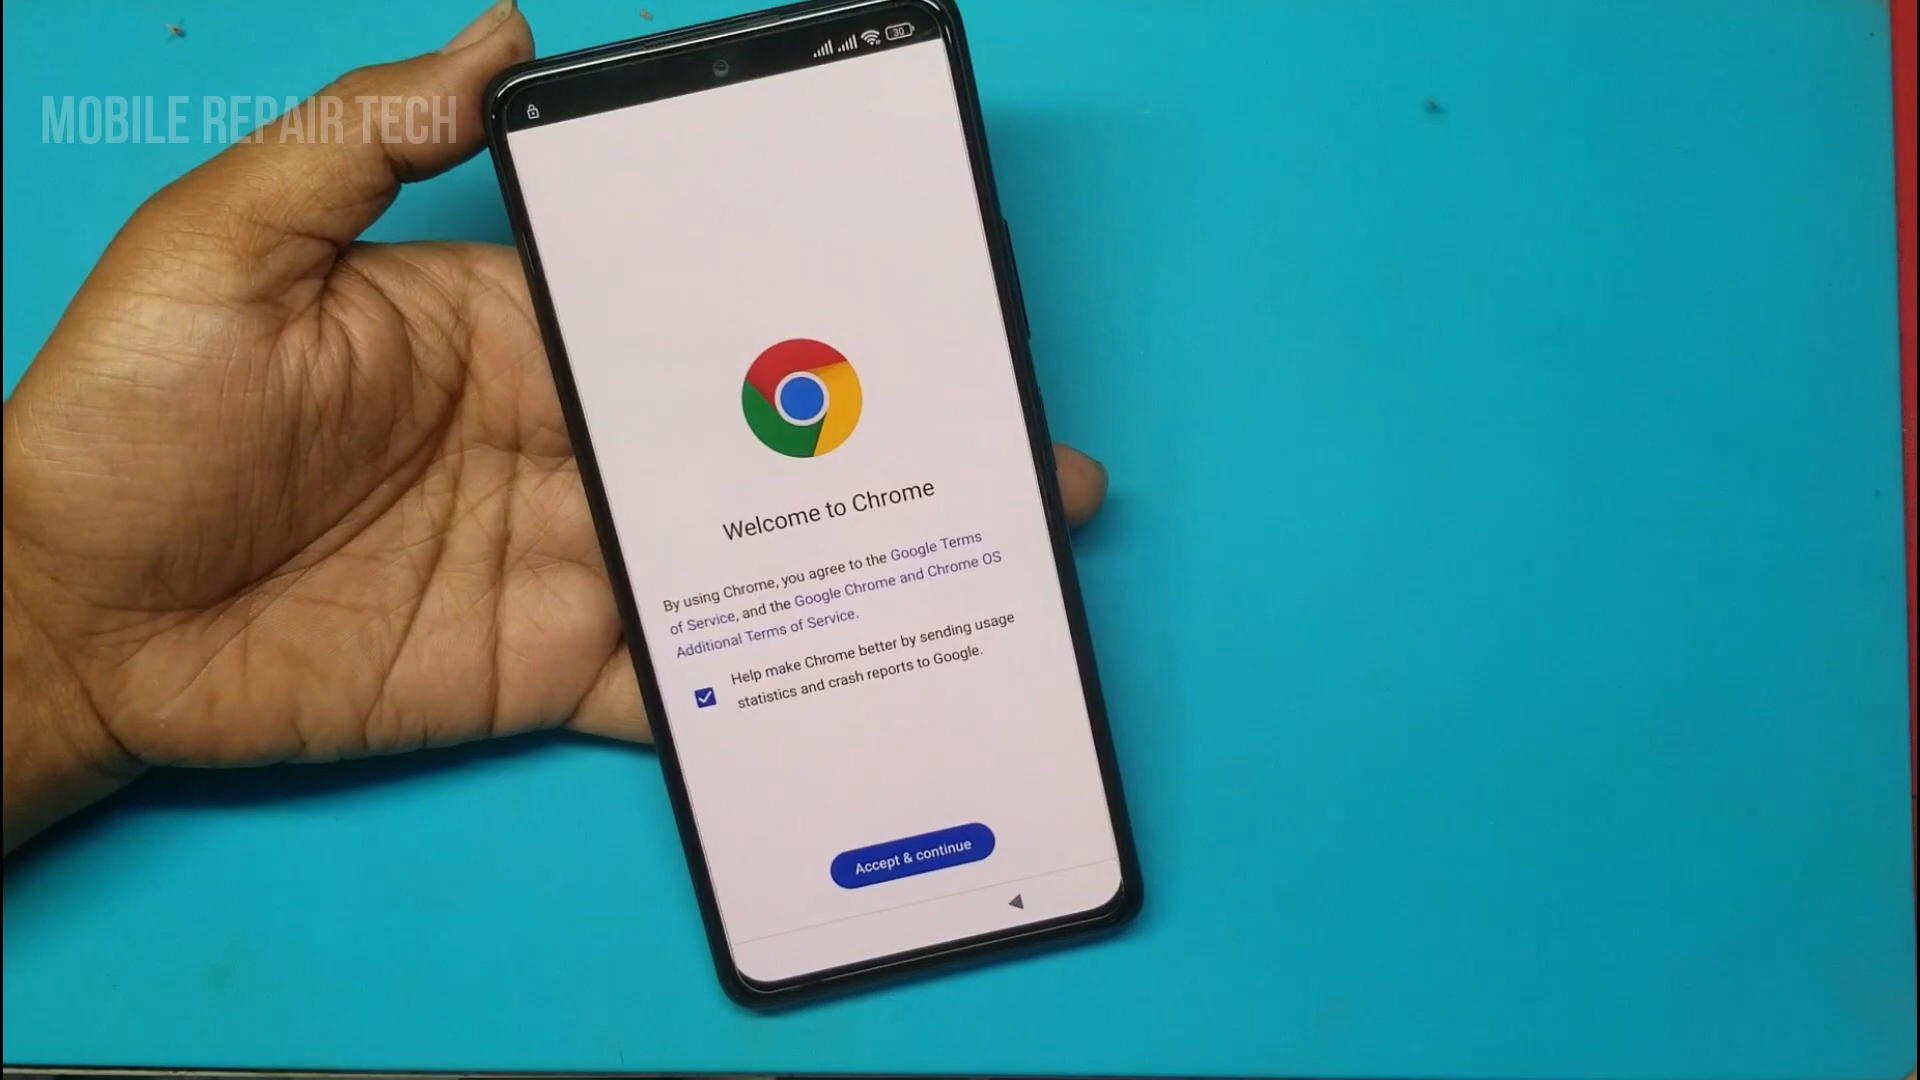 MOBILE REPAIR TECH
30
Welcome to Chrome
By using Chrome, you agree to the Google Terms
of Service, and the Google Chrome and Chrome OS
Additional Terms of Service.
Help make Chrome better by sending usage
statistics and crash reports to Google.
Accept & continue